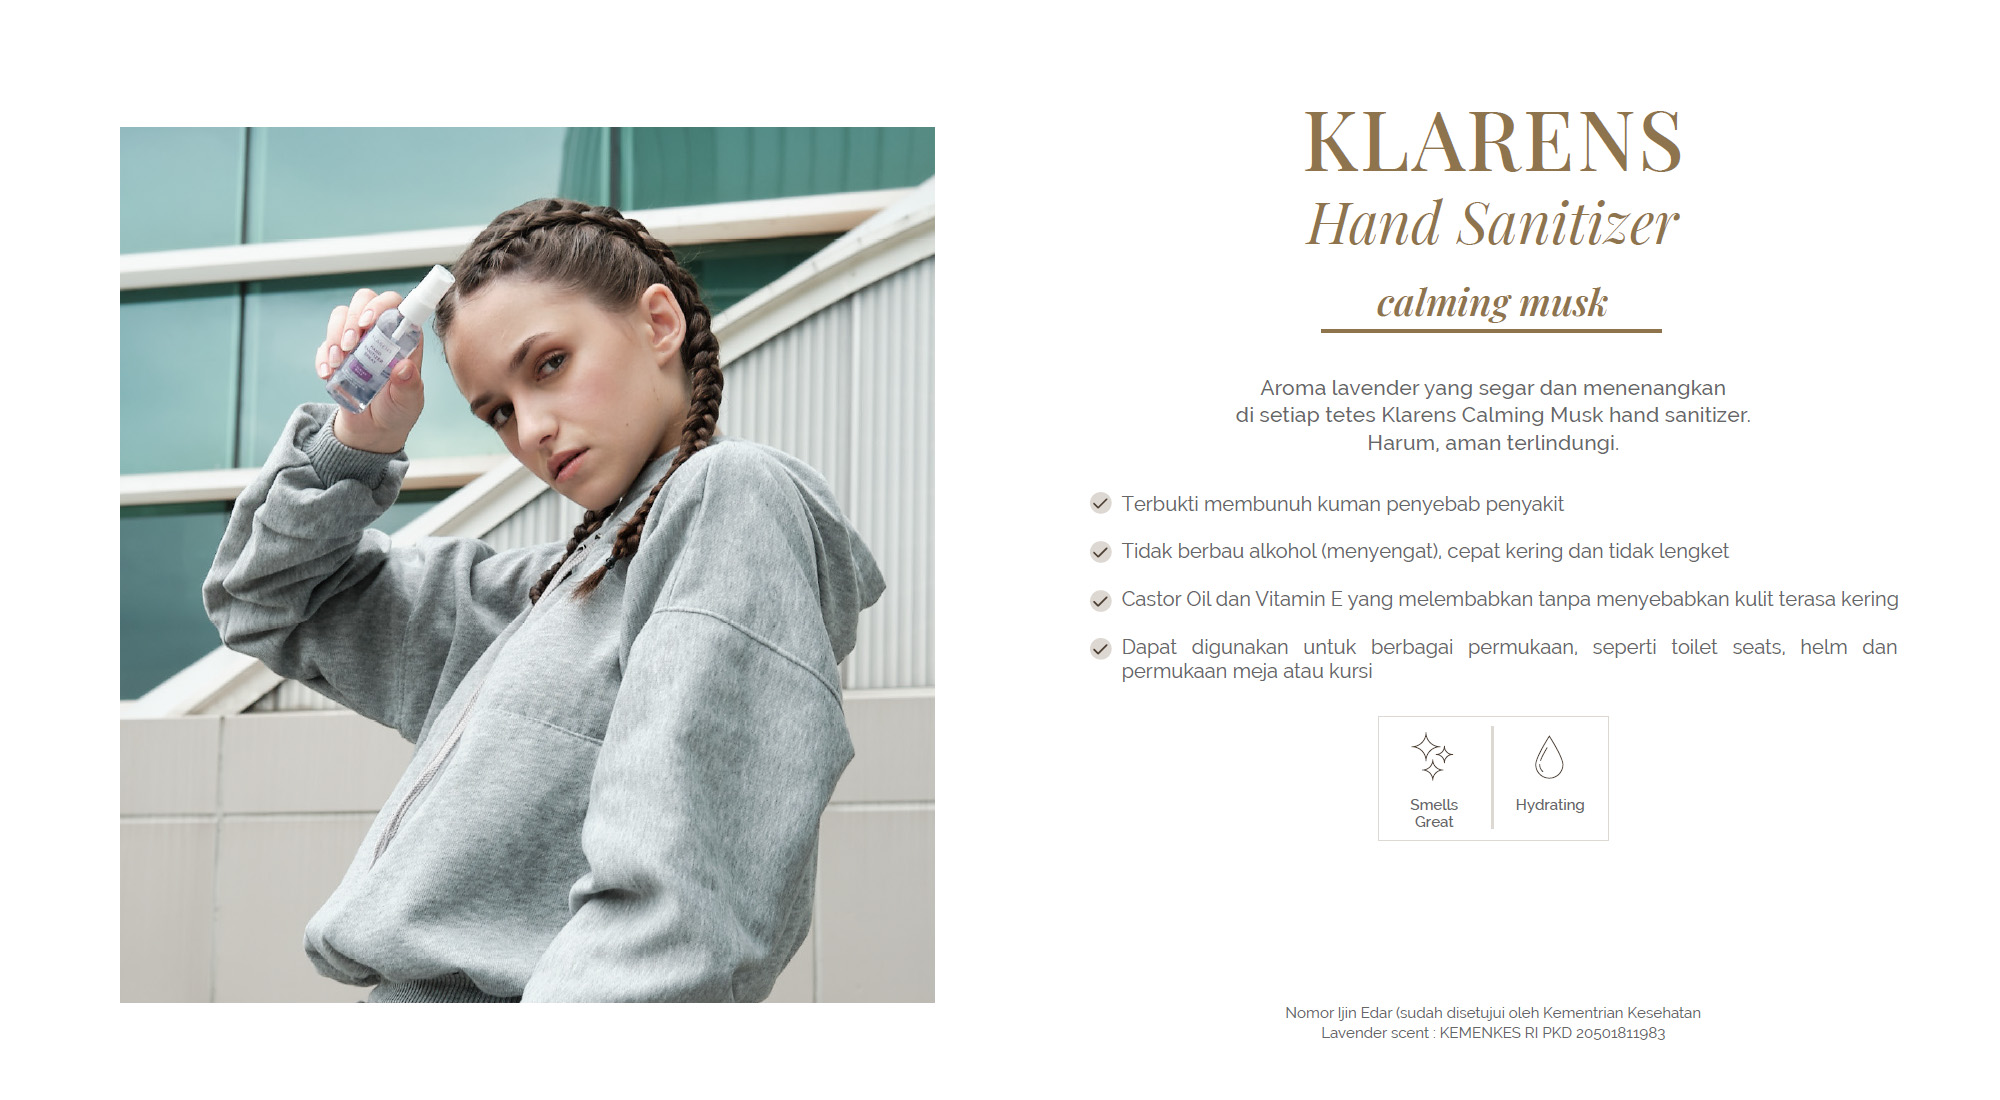 KLARENS
Hand Sanitizer
calming musk
Aroma lavender yang segar dan menenangkan
di setiap tetes Klarens Calming Musk hand sanitizer.
Harum, aman terlindungi.
Terbukti membunuh kuman penyebab penyakit
Tidak berbau alkohol (menyengat), cepat kering dan tidak lengket
Castor Oil dan Vitamin E yang melembabkan tanpa menyebabkan kulit terasa kering
Dapat digunakan untuk berbagai permukaan, seperti toilet seats, helm dan
permukaan meja atau kursi
Smells
Great
Hydrating
Nomor Ijin Edar (sudah disetujui oleh Kementrian Kesehatan
Lavender scent : KEMENKES RI PKD 20501811983
HAND
SANITIZER
SPRAY